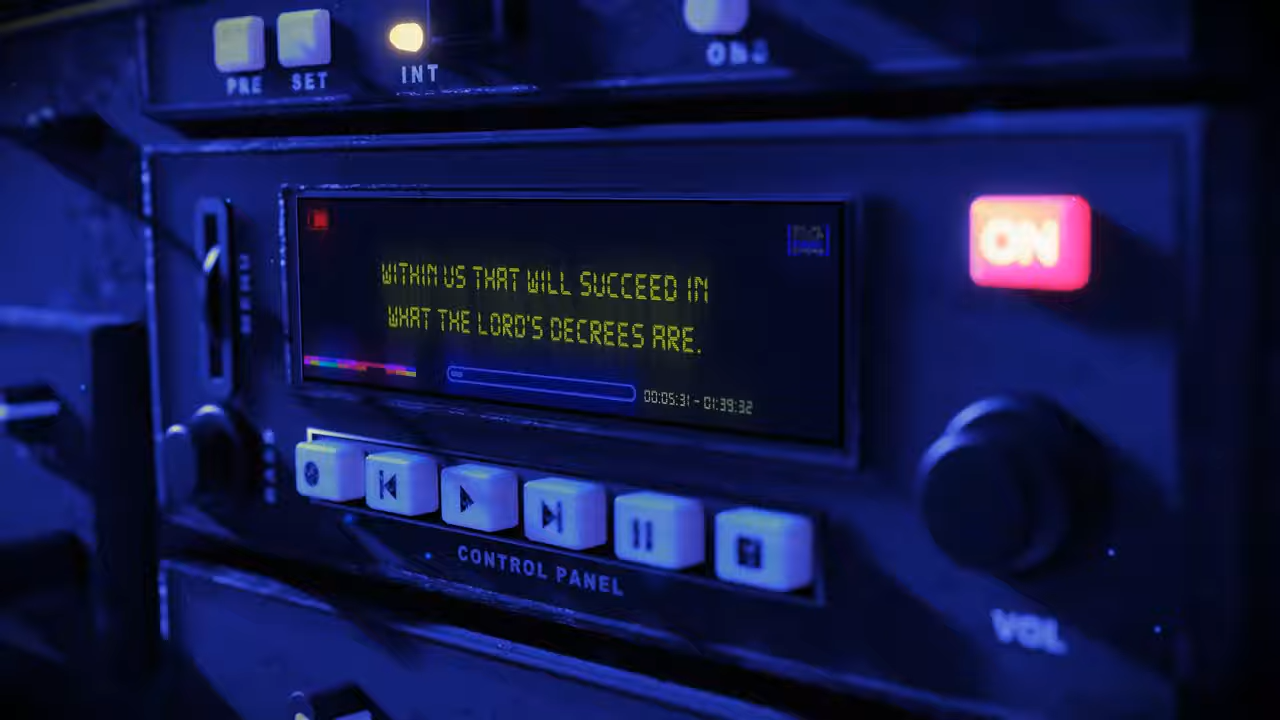 PRE SET INT
ON
WITHIN US THAT WILL SUCCEED IN
WHAT THE LORD'S DECREES ARE.
00:05:31 - 01:39:32
CONTROL PANEL
VOL